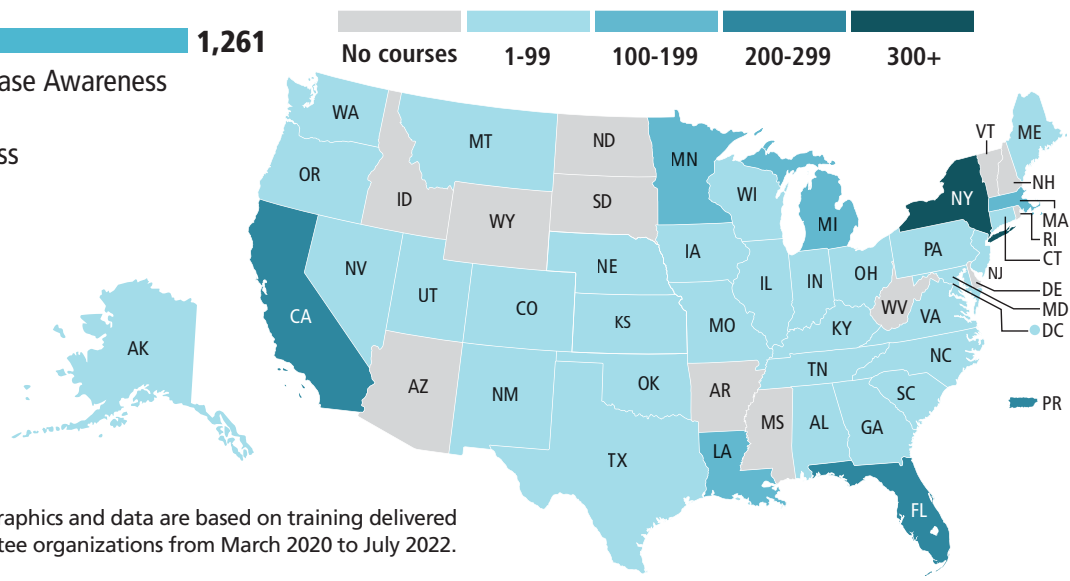 1,261
ase Awareness
ss
No courses 1-99 100-199 200-299 300+
WA
MT
ND
MN
VT
ME
OR
ID
SD
WI
MI
NY
NH
MA
RI
CT
WY
IA
PA
NJ
NV
NE
IL
IN
OH
DE
MD
DC
UT
CO
KS
MO
KY
WV
VA
CA
AK
TN
NC
AZ
NM
OK
AR
SC
PR
MS
AL
GA
TX
LA
FL
raphics and data are based on training delivered
tee organizations from March 2020 to July 2022.